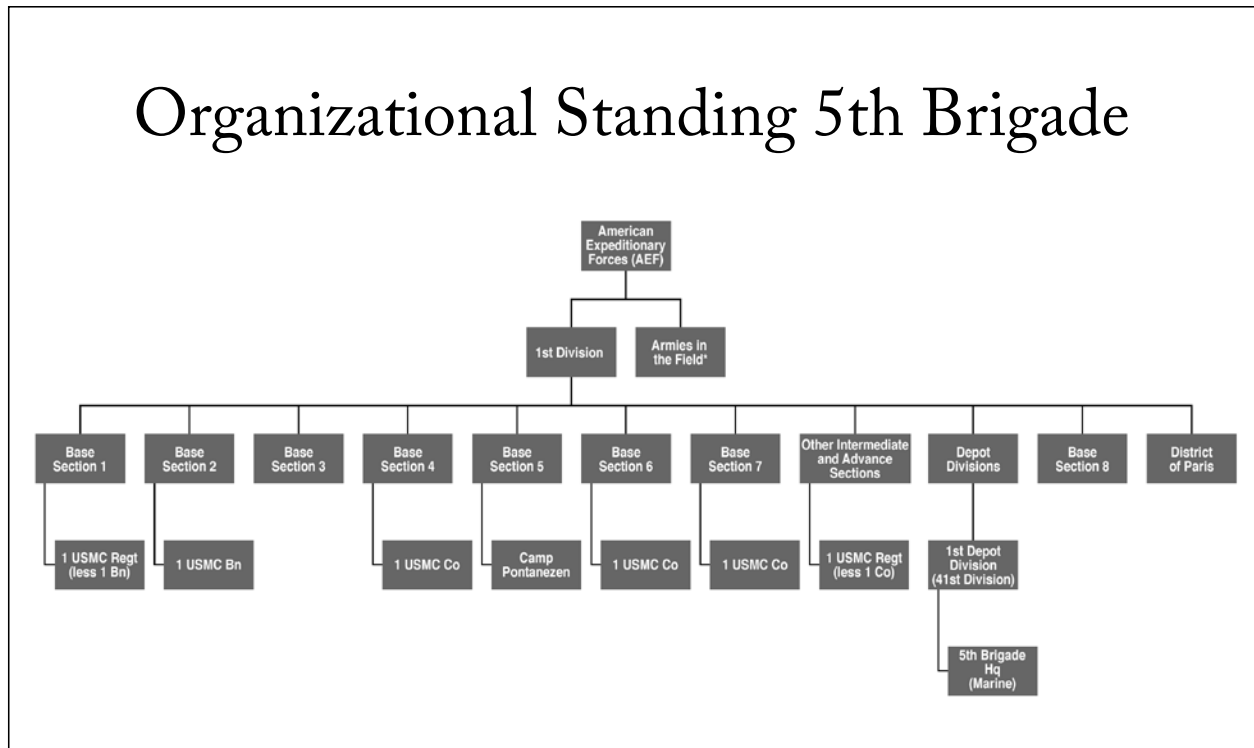 Organizational Standing 5th Brigade
American
Expeditionary
Forces (AEF)
1st Division
Armies in
the Field*
Base
Section 1
Base
Section 2
Base
Section 3
Base
Section 4
Base
Section 5
Base
Section 6
Base
Section 7
Other Intermediate
and Advance
Sections
Depot
Divisions
Base
Section 8
District
of Paris
1 USMC Regt
(less 1 Bn)
1 USMC Bn
1 USMC Co
Camp
Pontanezen
1 USMC Co
1 USMC Co
1 USMC Regt
(less 1 Co)
1st Depot
Division
(41st Division)
5th Brigade
Hq
(Marine)